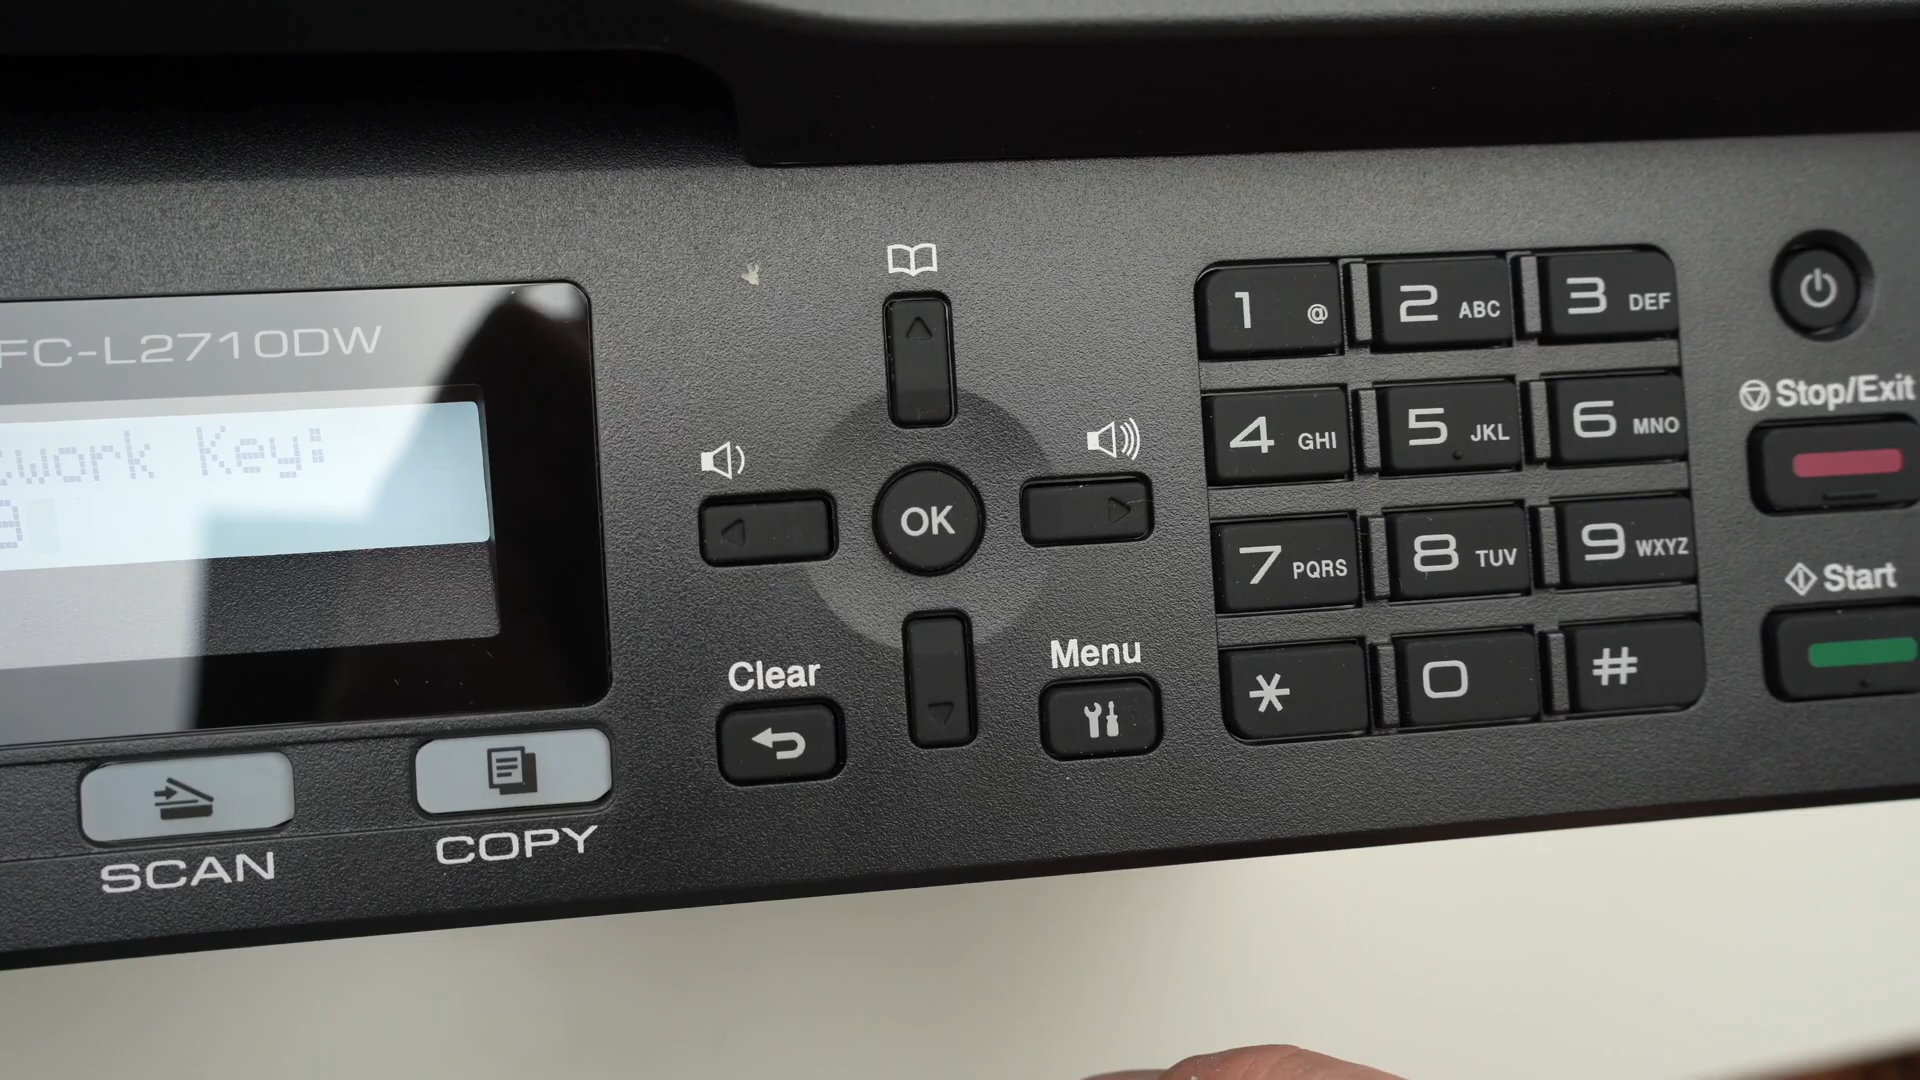 FC-L2710DW
twork Key:
SCAN
COPY
OK
Clear
Menu
1 @
2 ABC
3 DEF
4 GHI
5 JKL
6 MNO
7 PQRS
8 TUV
9 WXYZ
*
0
#
Stop/Exit
Start